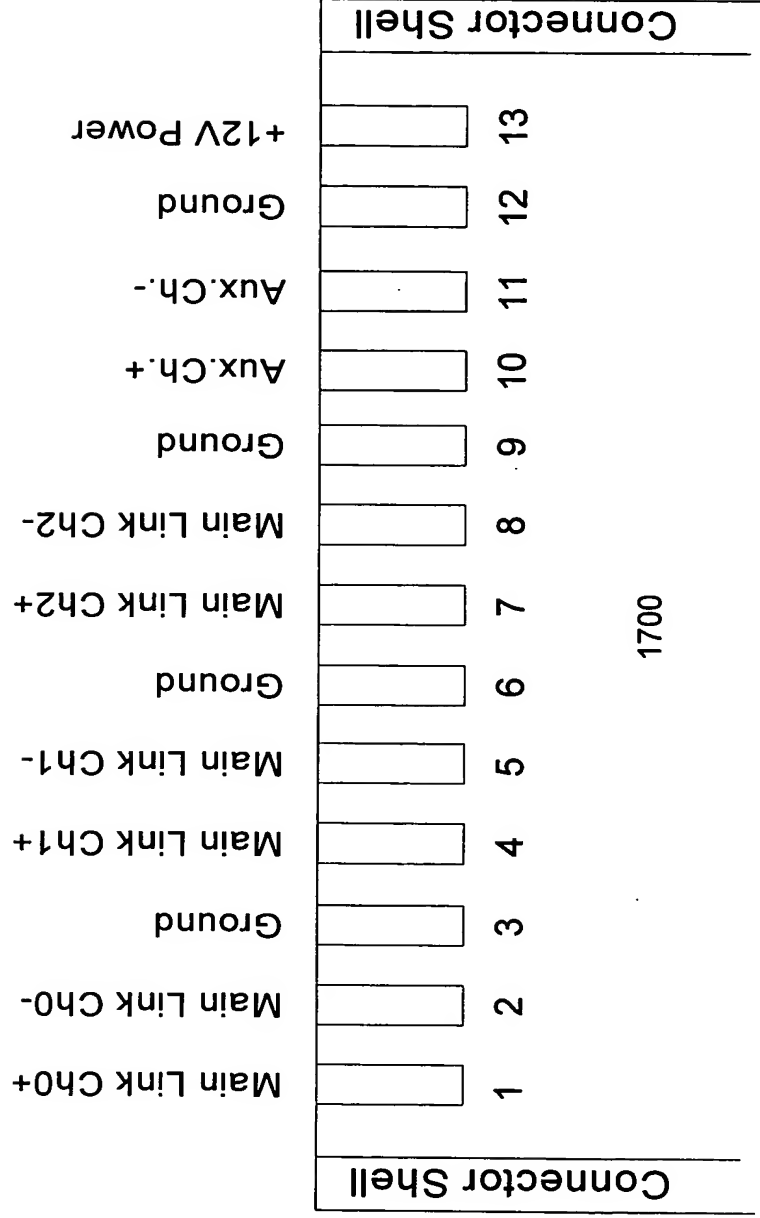 Connector Shell
1 Main Link Ch0+
2 Main Link Ch0-
3 Ground
4 Main Link Ch1+
5 Main Link Ch1-
6 Ground
7 Main Link Ch2+
8 Main Link Ch2-
9 Ground
10 Aux.Ch.+
11 Aux.Ch.-
12 Ground
13 +12V Power
Connector Shell
1700